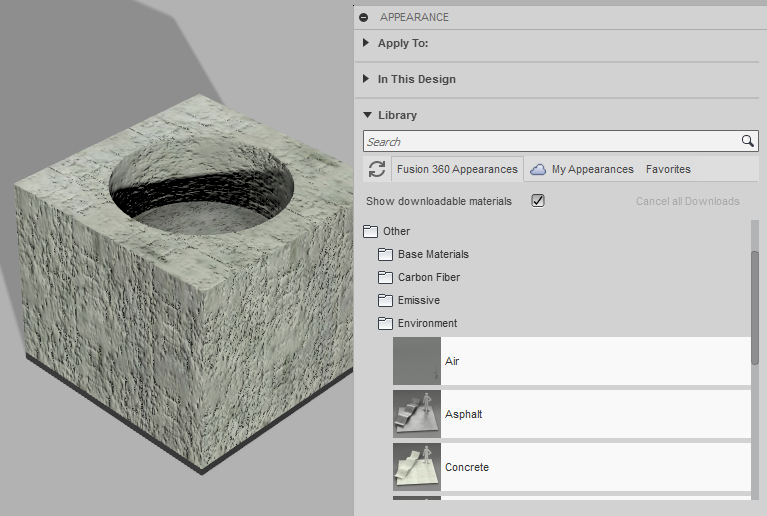 APPEARANCE
Apply To:
In This Design
Library
Search
Fusion 360 Appearances My Appearances Favorites
Show downloadable materials Cancel all Downloads
Other
Base Materials
Carbon Fiber
Emissive
Environment
Air
Asphalt
Concrete